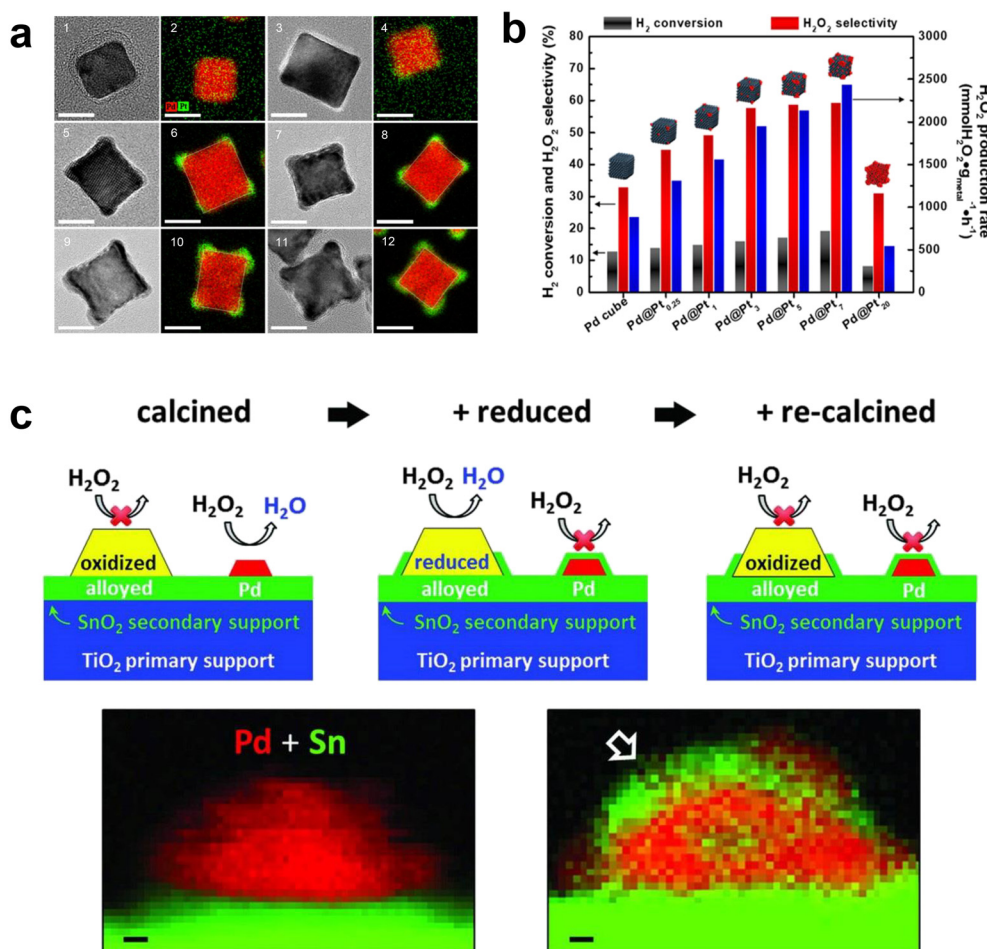 a
1
2
3
4
Pd Pt
5
6
7
8
9
10
11
12
b
H₂ conversion
H₂O₂ selectivity
H₂ conversion and H₂O₂ selectivity (%)
80
70
60
50
40
30
20
10
0
3000
2500
2000
1500
1000
500
0
H₂O₂ production rate
(mmolH₂O₂•g_metal⁻¹•h⁻¹)
Pd cube
Pd@Pt₀.₂₅
Pd@Pt₁
Pd@Pt₃
Pd@Pt₅
Pd@Pt₇
Pd@Pt₂₀
c
calcined
+ reduced
+ re-calcined
H₂O₂
H₂O₂ H₂O
oxidized
alloyed Pd
SnO₂ secondary support
TiO₂ primary support
H₂O₂ H₂O
H₂O₂
reduced
alloyed Pd
SnO₂ secondary support
TiO₂ primary support
H₂O₂
H₂O₂
oxidized
alloyed Pd
SnO₂ secondary support
TiO₂ primary support
Pd + Sn